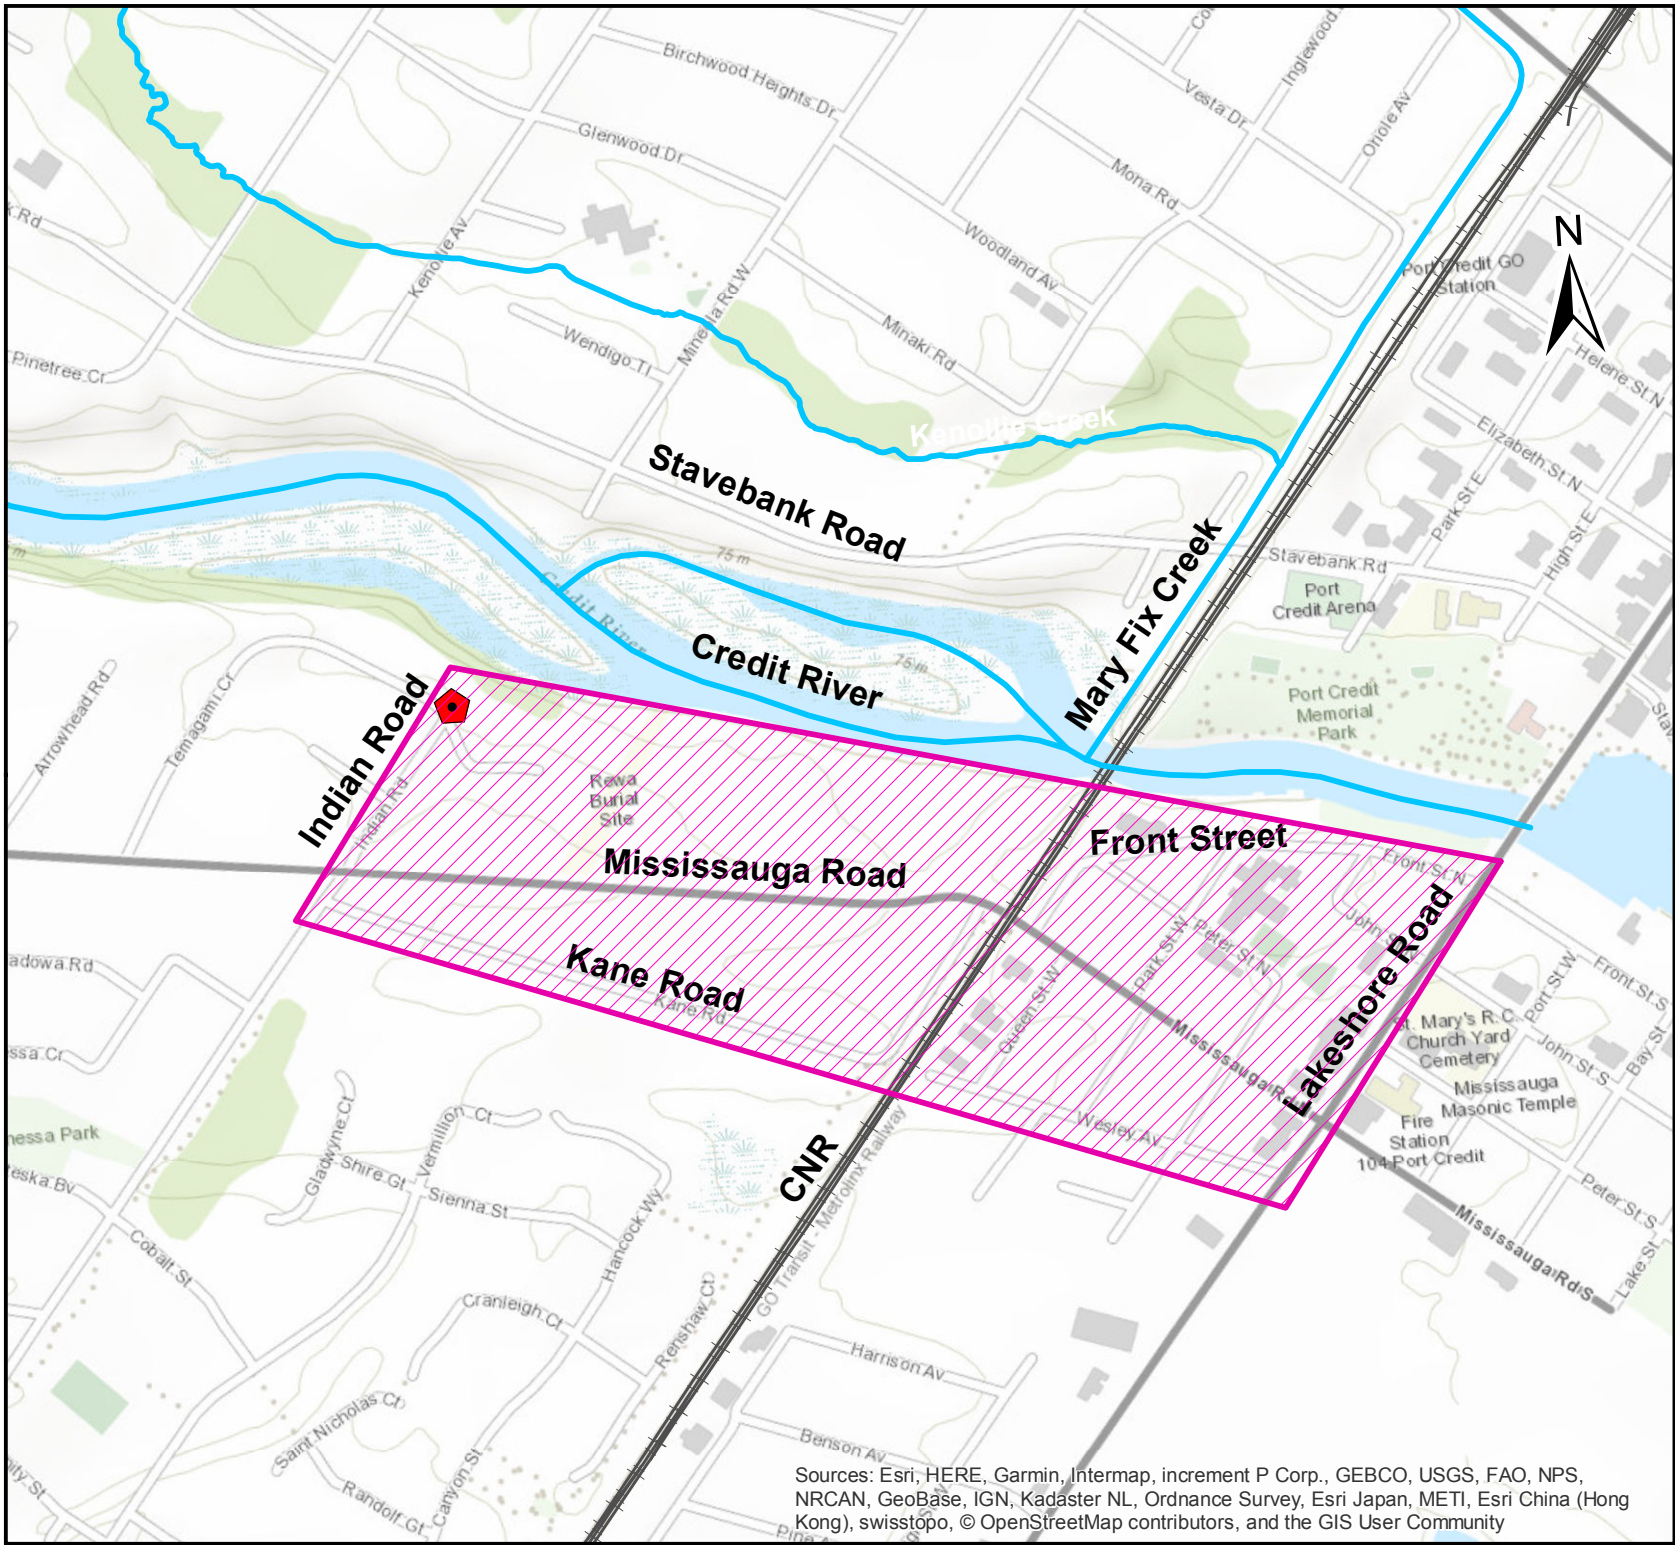 Birchwood Heights Dr
Inglewood
Vesta Dr
Oriole Av
Glenwood Dr
Mona Rd
Kenollie Av
Woodland Av
N
Port Credit GO
Station
Mineola Rd W
Minaki Rd
Wendigo Tl
Pinetree Cr
Helene St N
Kenollie Creek
Elizabeth St N
Stavebank Road
Park St E
High St E
75 m
Stavebank Rd
Mary Fix Creek
Port
Credit Arena
Credit River
Credit River
75 m
Arrowhead Rd
Temagami Cr
Indian Road
Indian Rd
Port Credit
Memorial
Park
Rewa
Burial
Site
Front Street
Mississauga Road
Front St N
John St
Lakeshore Road
Peter St N
Park St W
Kane Road
Kane Rd
adowa Rd
Queen St W
Port St W
Front St S
Mississauga Rd
St. Mary's R.C.
Church Yard
Cemetery
John St S
Bay St
Mississauga
Masonic Temple
Fire
Station
104 Port Credit
Wesley Av
ssa Cr
nessa Park
eska Bv
Gladwyne Ct
Vermillion Ct
Shire Gt
Sienna St
Hancock Wy
CNR
GO Transit - Metrolinx Railway
Peter St S
Lake St
Mississauga Rd S
Cobalt St
Cranleigh Ct
Renshaw Ct
Harrison Av
Saint Nicholas Ct
Benson Av
Randolf Gt
Canyon St
Sources: Esri, HERE, Garmin, Intermap, increment P Corp., GEBCO, USGS, FAO, NPS,
NRCAN, GeoBase, IGN, Kadaster NL, Ordnance Survey, Esri Japan, METI, Esri China (Hong
Kong), swisstopo, © OpenStreetMap contributors, and the GIS User Community